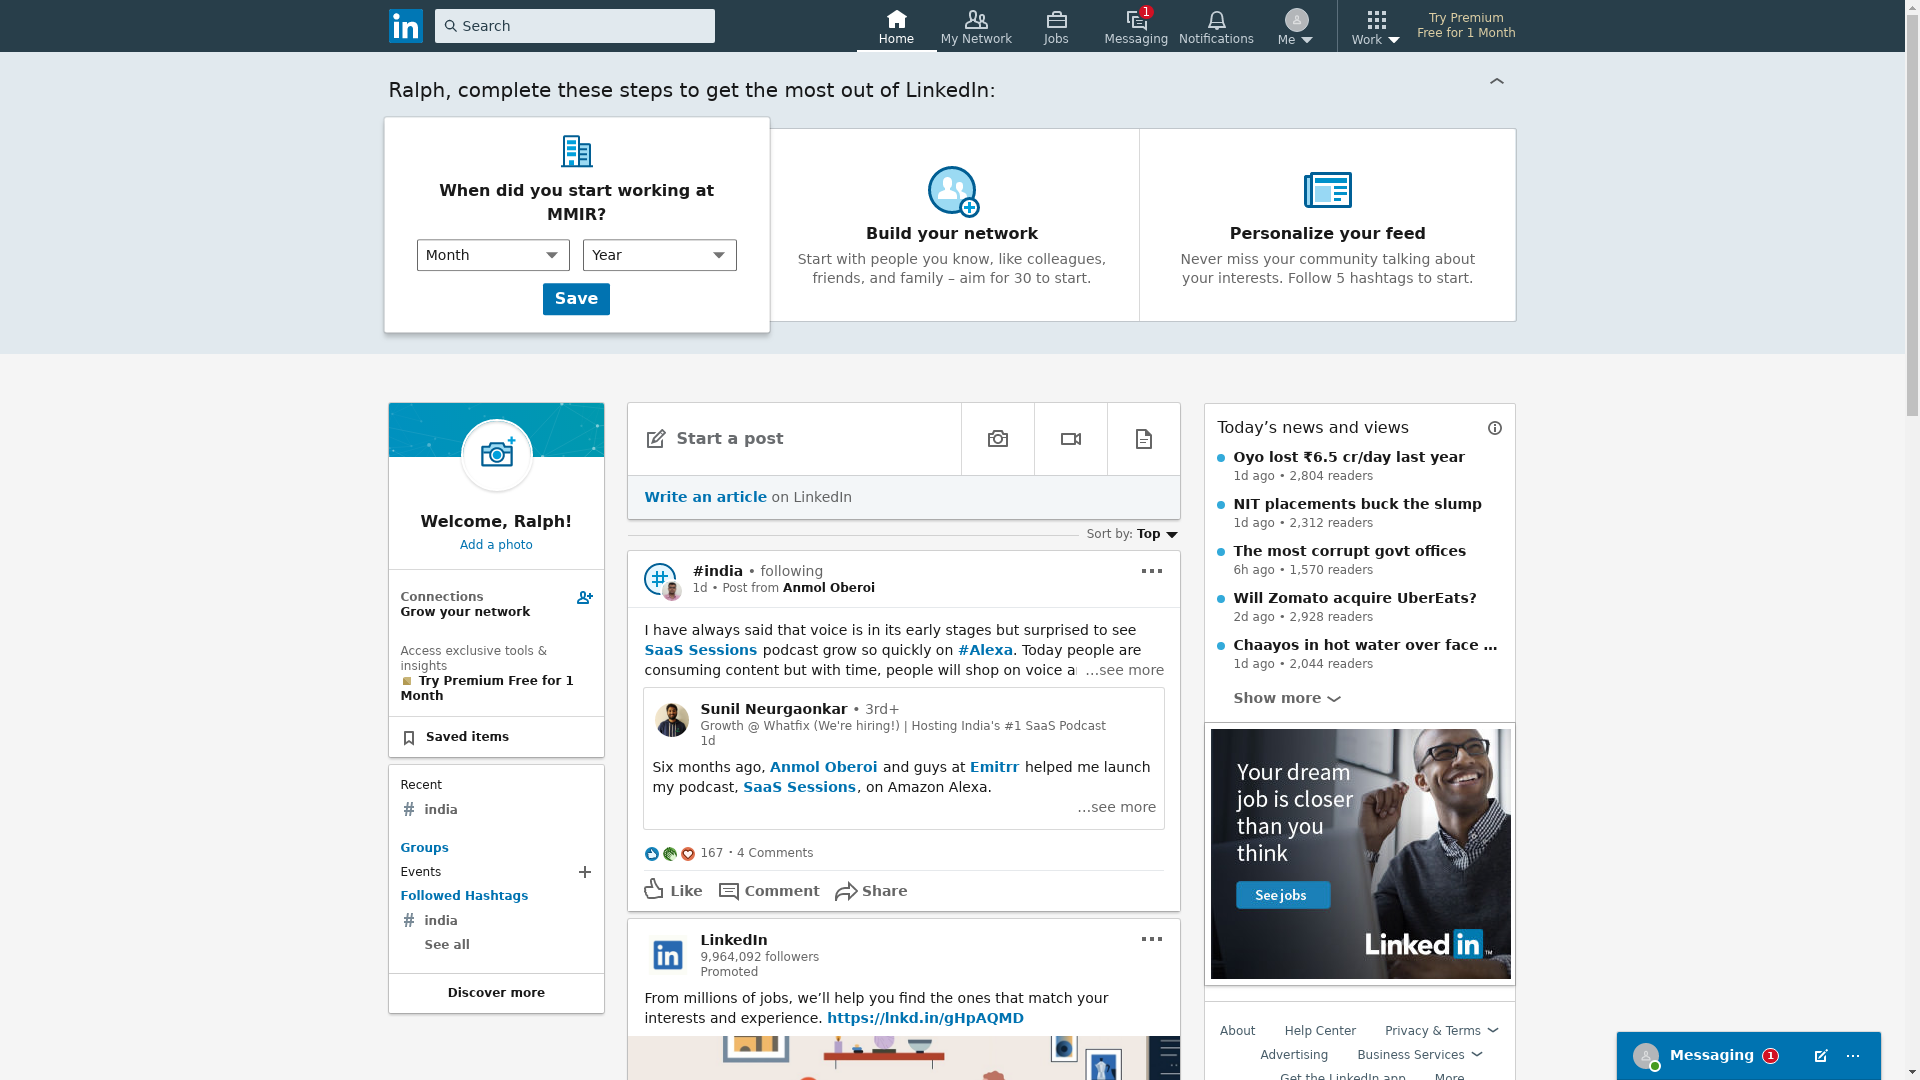 in
Search
Home
My Network
Jobs
1
Messaging
Notifications
Me
Work
Try Premium
Free for 1 Month
Ralph, complete these steps to get the most out of LinkedIn:
When did you start working at
MMIR?
Month
Year
Save
Build your network
Start with people you know, like colleagues,
friends, and family – aim for 30 to start.
Personalize your feed
Never miss your community talking about
your interests. Follow 5 hashtags to start.
Welcome, Ralph!
Add a photo
Connections
Grow your network
Access exclusive tools &
insights
Try Premium Free for 1
Month
Saved items
Recent
# india
Groups
Events
Followed Hashtags
# india
See all
Discover more
Start a post
Write an article on LinkedIn
Sort by: Top
#india • following
1d • Post from Anmol Oberoi
I have always said that voice is in its early stages but surprised to see
SaaS Sessions podcast grow so quickly on #Alexa. Today people are
consuming content but with time, people will shop on voice a ...see more
Sunil Neurgaonkar • 3rd+
Growth @ Whatfix (We're hiring!) | Hosting India's #1 SaaS Podcast
1d
Six months ago, Anmol Oberoi and guys at Emitrr helped me launch
my podcast, SaaS Sessions, on Amazon Alexa.
...see more
167 • 4 Comments
Like
Comment
Share
in
LinkedIn
9,964,092 followers
Promoted
From millions of jobs, we’ll help you find the ones that match your
interests and experience. https://lnkd.in/gHpAQMD
Today’s news and views
Oyo lost ₹6.5 cr/day last year
1d ago • 2,804 readers
NIT placements buck the slump
1d ago • 2,312 readers
The most corrupt govt offices
6h ago • 1,570 readers
Will Zomato acquire UberEats?
2d ago • 2,928 readers
Chaayos in hot water over face ...
1d ago • 2,044 readers
Show more
Your dream
job is closer
than you
think
See jobs
LinkedIn™
About
Help Center
Privacy & Terms
Advertising
Business Services
Get the LinkedIn app
More
Messaging
1